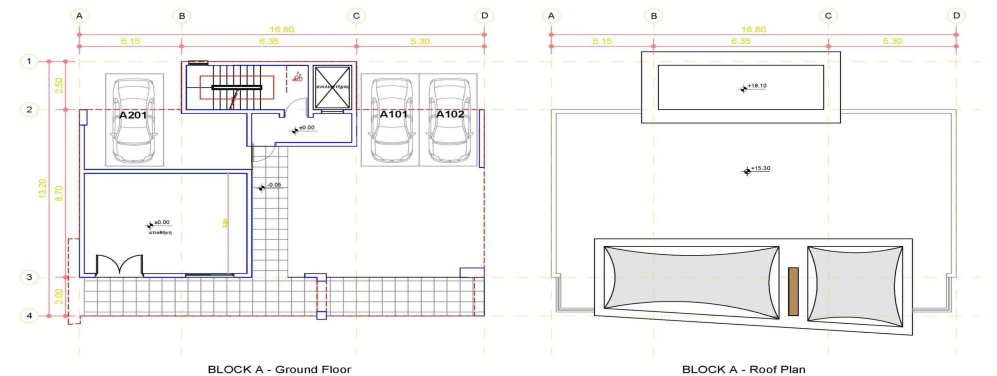 A B C D
16.80
5.15 6.35 5.30
1
2
3
4
13.20
2.50
8.70
2.00
A201
A101
A102
ανελκυστήρας
±0.00
-0.05
±0.00
αποθήκη
BLOCK A - Ground Floor
A B C D
16.80
5.15 6.35 5.30
+18.10
+15.30
BLOCK A - Roof Plan